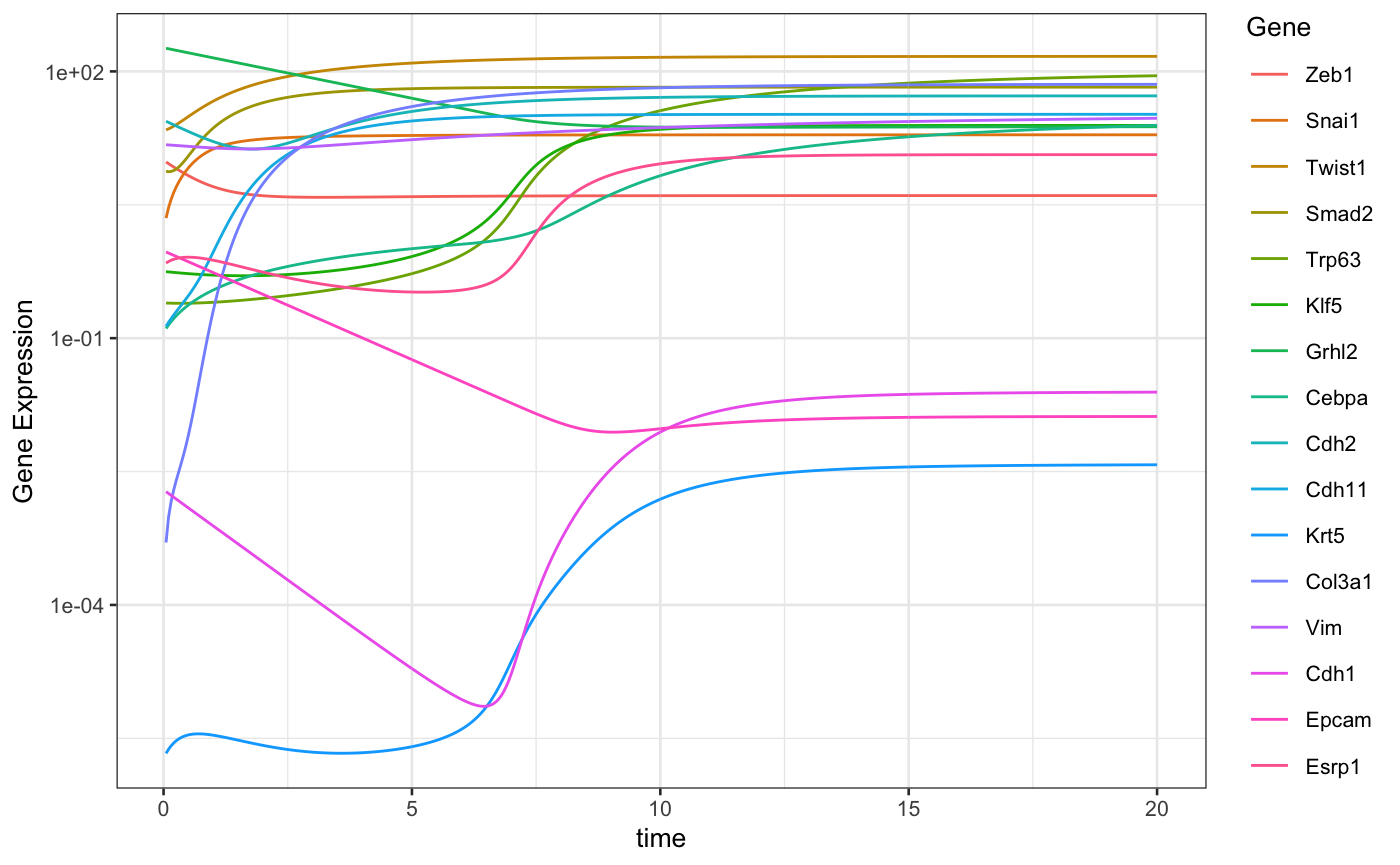 Gene Expression
1e+02
1e-01
1e-04
0
5
10
15
20
time
Gene
Zeb1
Snai1
Twist1
Smad2
Trp63
Klf5
Grhl2
Cebpa
Cdh2
Cdh11
Krt5
Col3a1
Vim
Cdh1
Epcam
Esrp1